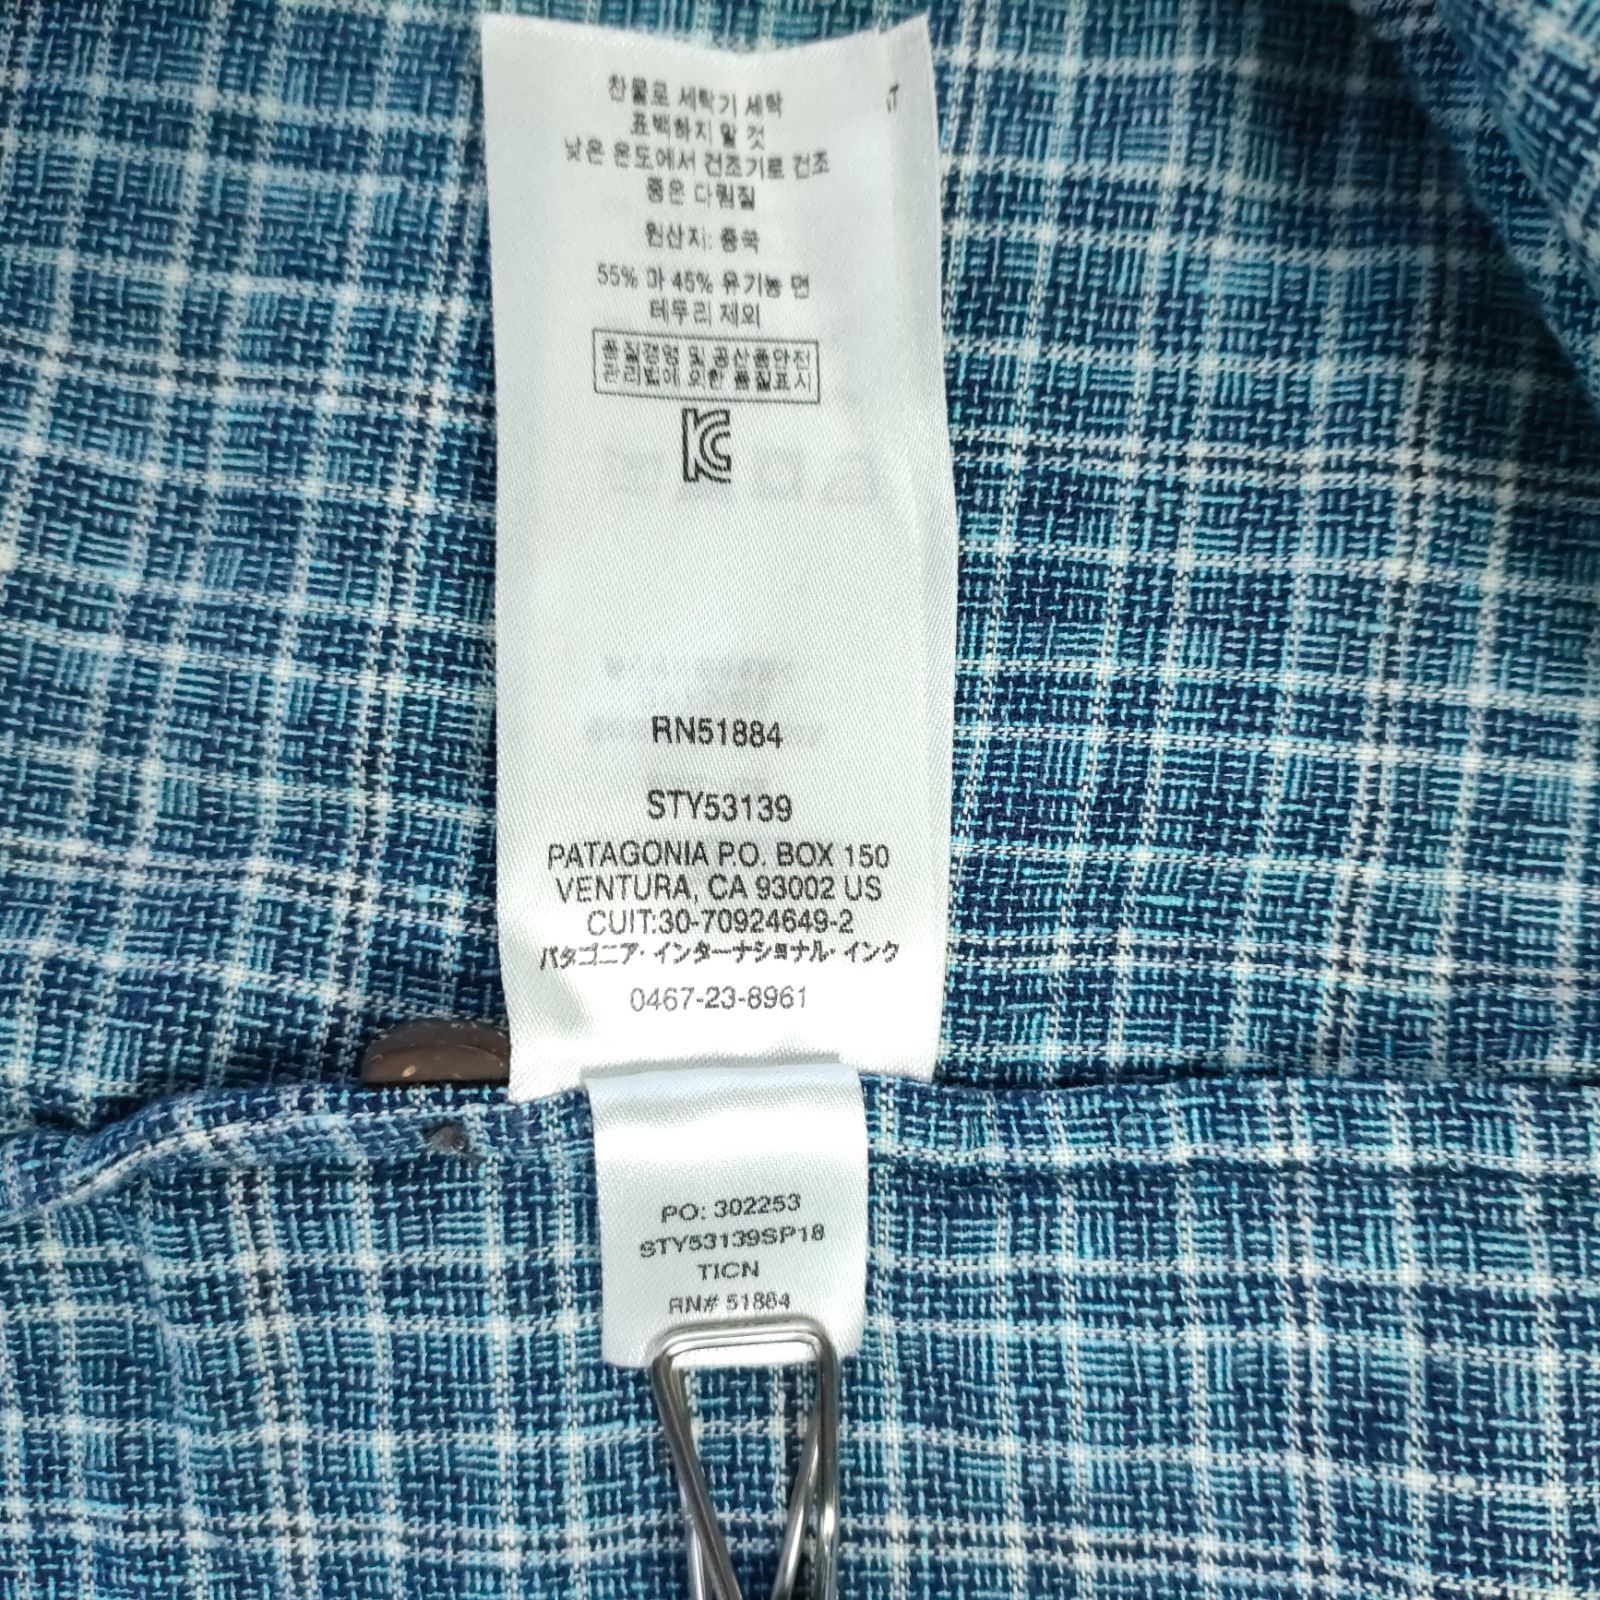 찬물로 세탁기 세탁
표백하지 말 것
낮은 온도에서 건조기로 건조
중온 다림질
원산지: 중국
55% 마 45% 유기농 면
테두리 제외
품질경영 및 공산품안전
관리법에 의한 품질표시
KC
RN51884
STY53139
PATAGONIA P.O. BOX 150
VENTURA, CA 93002 US
CUIT:30-70924649-2
パタゴニア・インターナショナル・インク
0467-23-8961
PO: 302253
STY53139SP18
TICN
RN# 51884